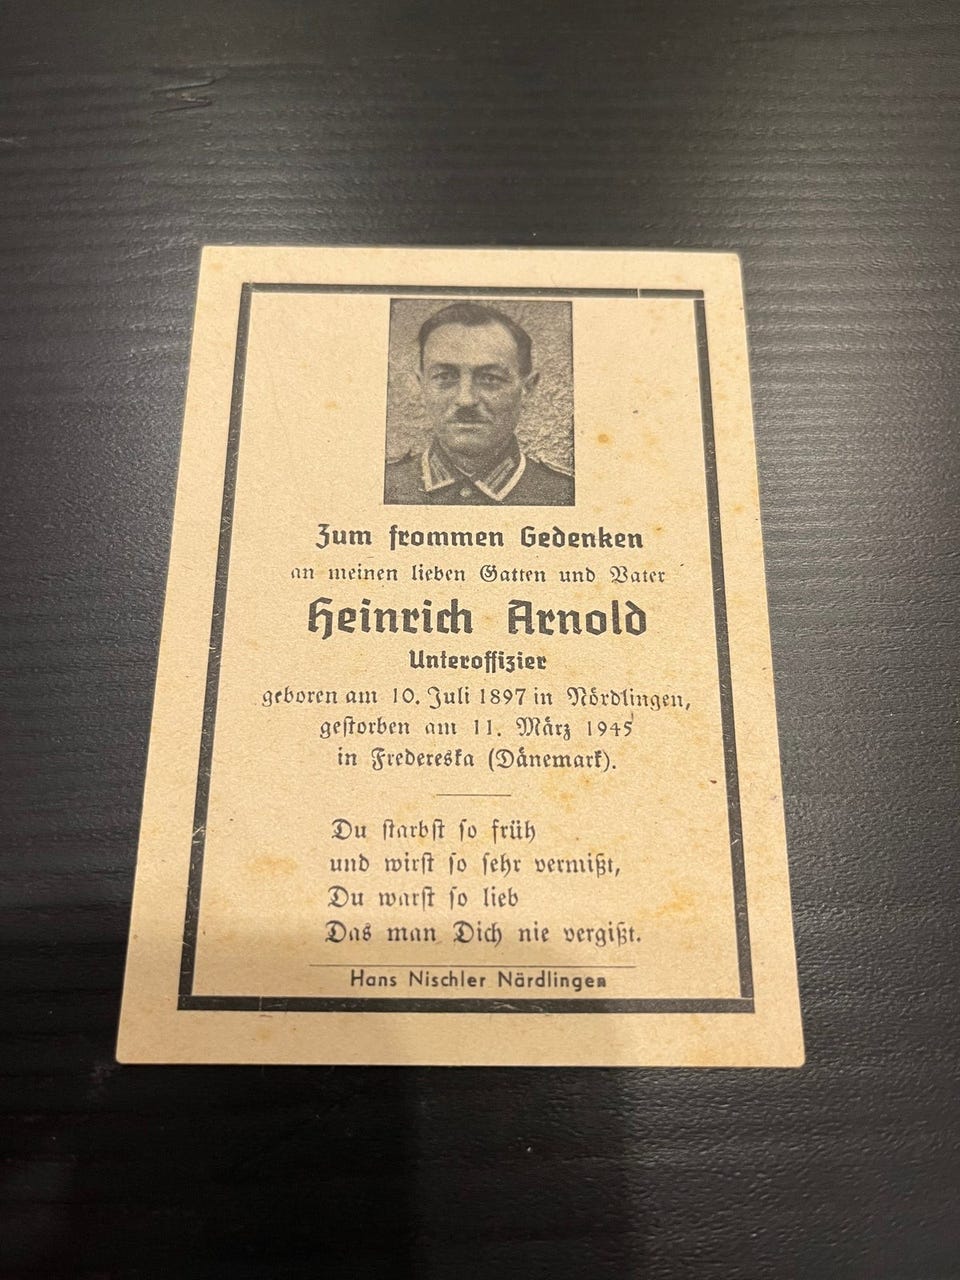 Zum frommen Gedenken
an meinen lieben Gatten und Vater
Heinrich Arnold
Unteroffizier
geboren am 10. Juli 1897 in Nördlingen,
gestorben am 11. März 1945
in Fredereska (Dänemark).
Du starbst so früh
und wirst so sehr vermißt,
Du warst so lieb
Das man Dich nie vergißt.
Hans Nischler Närdlingen